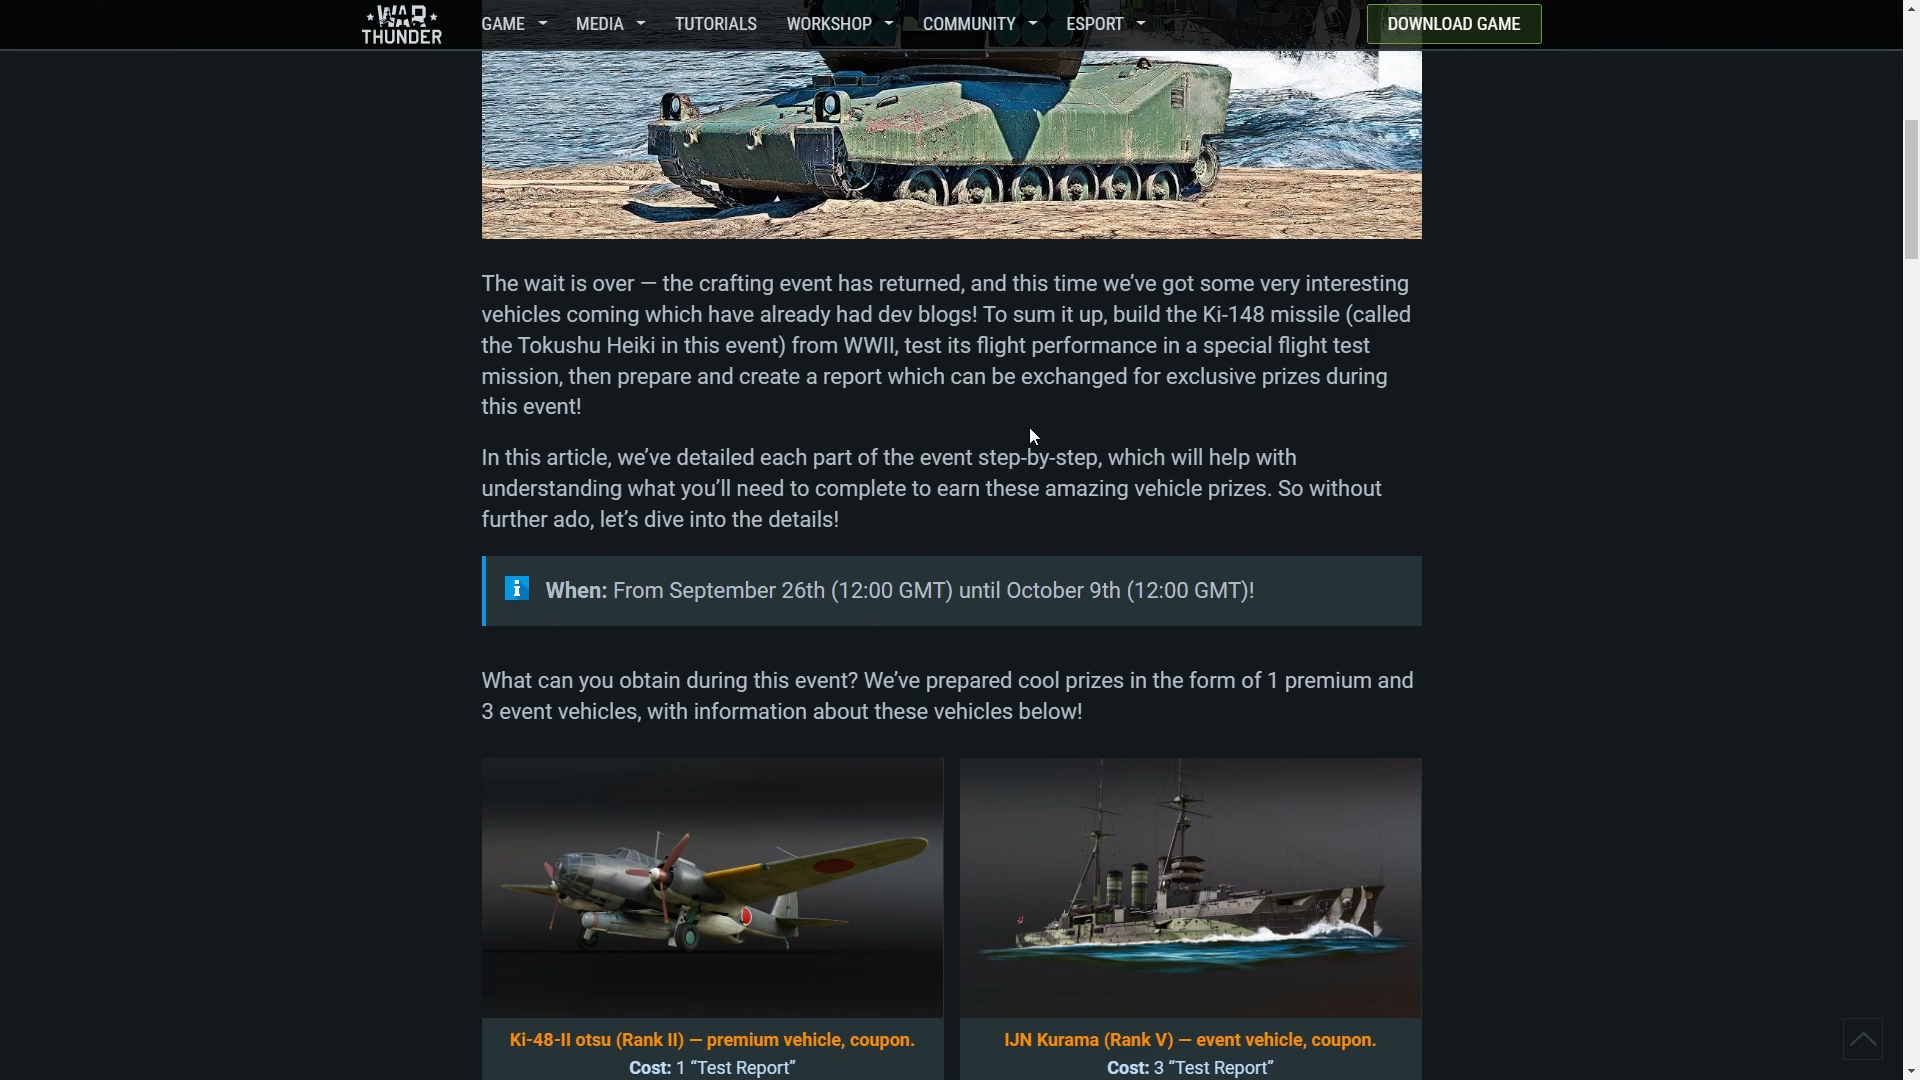 WAR
THUNDER
GAME
MEDIA
TUTORIALS
WORKSHOP
COMMUNITY
ESPORT
DOWNLOAD GAME
The wait is over — the crafting event has returned, and this time we’ve got some very interesting
vehicles coming which have already had dev blogs! To sum it up, build the Ki-148 missile (called
the Tokushu Heiki in this event) from WWII, test its flight performance in a special flight test
mission, then prepare and create a report which can be exchanged for exclusive prizes during
this event!
In this article, we’ve detailed each part of the event step-by-step, which will help with
understanding what you’ll need to complete to earn these amazing vehicle prizes. So without
further ado, let’s dive into the details!
When: From September 26th (12:00 GMT) until October 9th (12:00 GMT)!
What can you obtain during this event? We’ve prepared cool prizes in the form of 1 premium and
3 event vehicles, with information about these vehicles below!
Ki-48-II otsu (Rank II) — premium vehicle, coupon.
Cost: 1 “Test Report”
IJN Kurama (Rank V) — event vehicle, coupon.
Cost: 3 “Test Report”